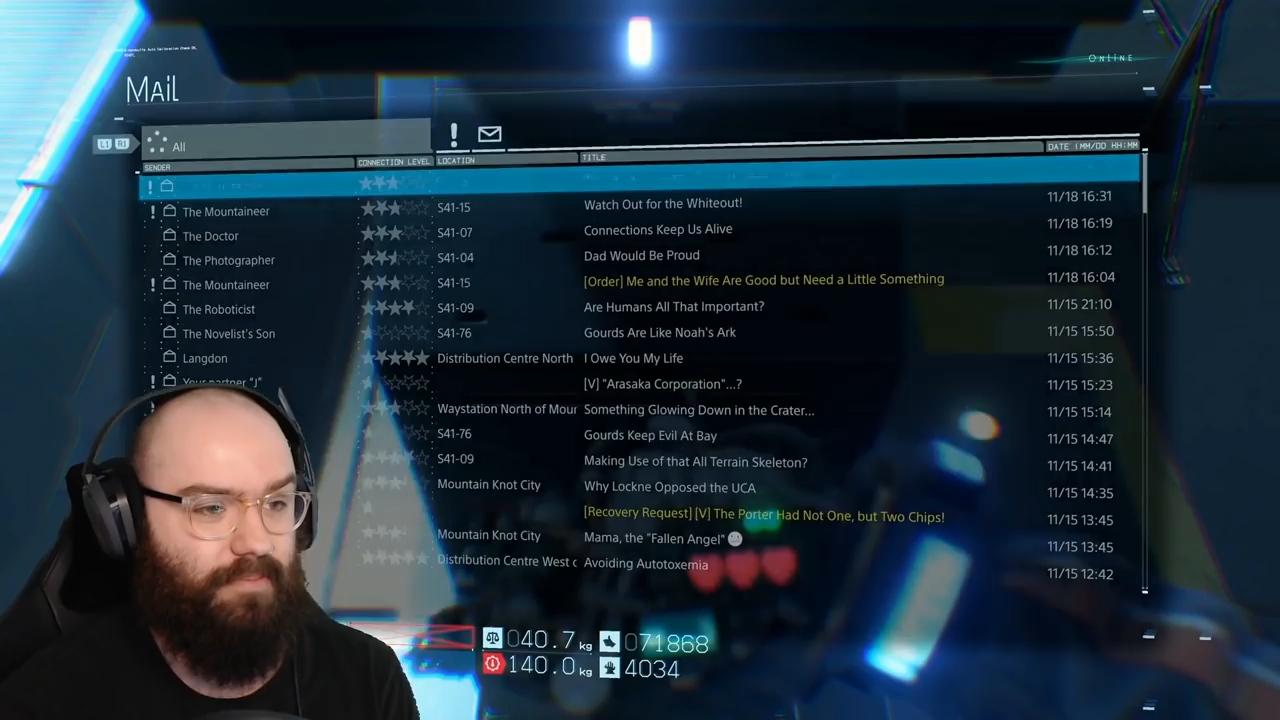 OnLinE
MAiL
L1 R1 All
SENDER CONNECTION LEVEL LOCATION TITLE DATE (MM/DD HH:MM
The Mountaineer S41-15 Watch Out for the Whiteout! 11/18 16:31
The Doctor S41-07 Connections Keep Us Alive 11/18 16:19
The Photographer S41-04 Dad Would Be Proud 11/18 16:12
The Mountaineer S41-15 [Order] Me and the Wife Are Good but Need a Little Something 11/18 16:04
The Roboticist S41-09 Are Humans All That Important? 11/15 21:10
The Novelist's Son S41-76 Gourds Are Like Noah's Ark 11/15 15:50
Langdon Distribution Centre North I Owe You My Life 11/15 15:36
Your partner "J" [V] "Arasaka Corporation"...? 11/15 15:23
Waystation North of Mour Something Glowing Down in the Crater... 11/15 15:14
S41-76 Gourds Keep Evil At Bay 11/15 14:47
S41-09 Making Use of that All Terrain Skeleton? 11/15 14:41
Mountain Knot City Why Lockne Opposed the UCA 11/15 14:35
[Recovery Request] [V] The Porter Had Not One, but Two Chips! 11/15 13:45
Mountain Knot City Mama, the "Fallen Angel" 11/15 13:45
Distribution Centre West c Avoiding Autotoxemia 11/15 12:42
040.7 kg 071868
140.0 kg 4034